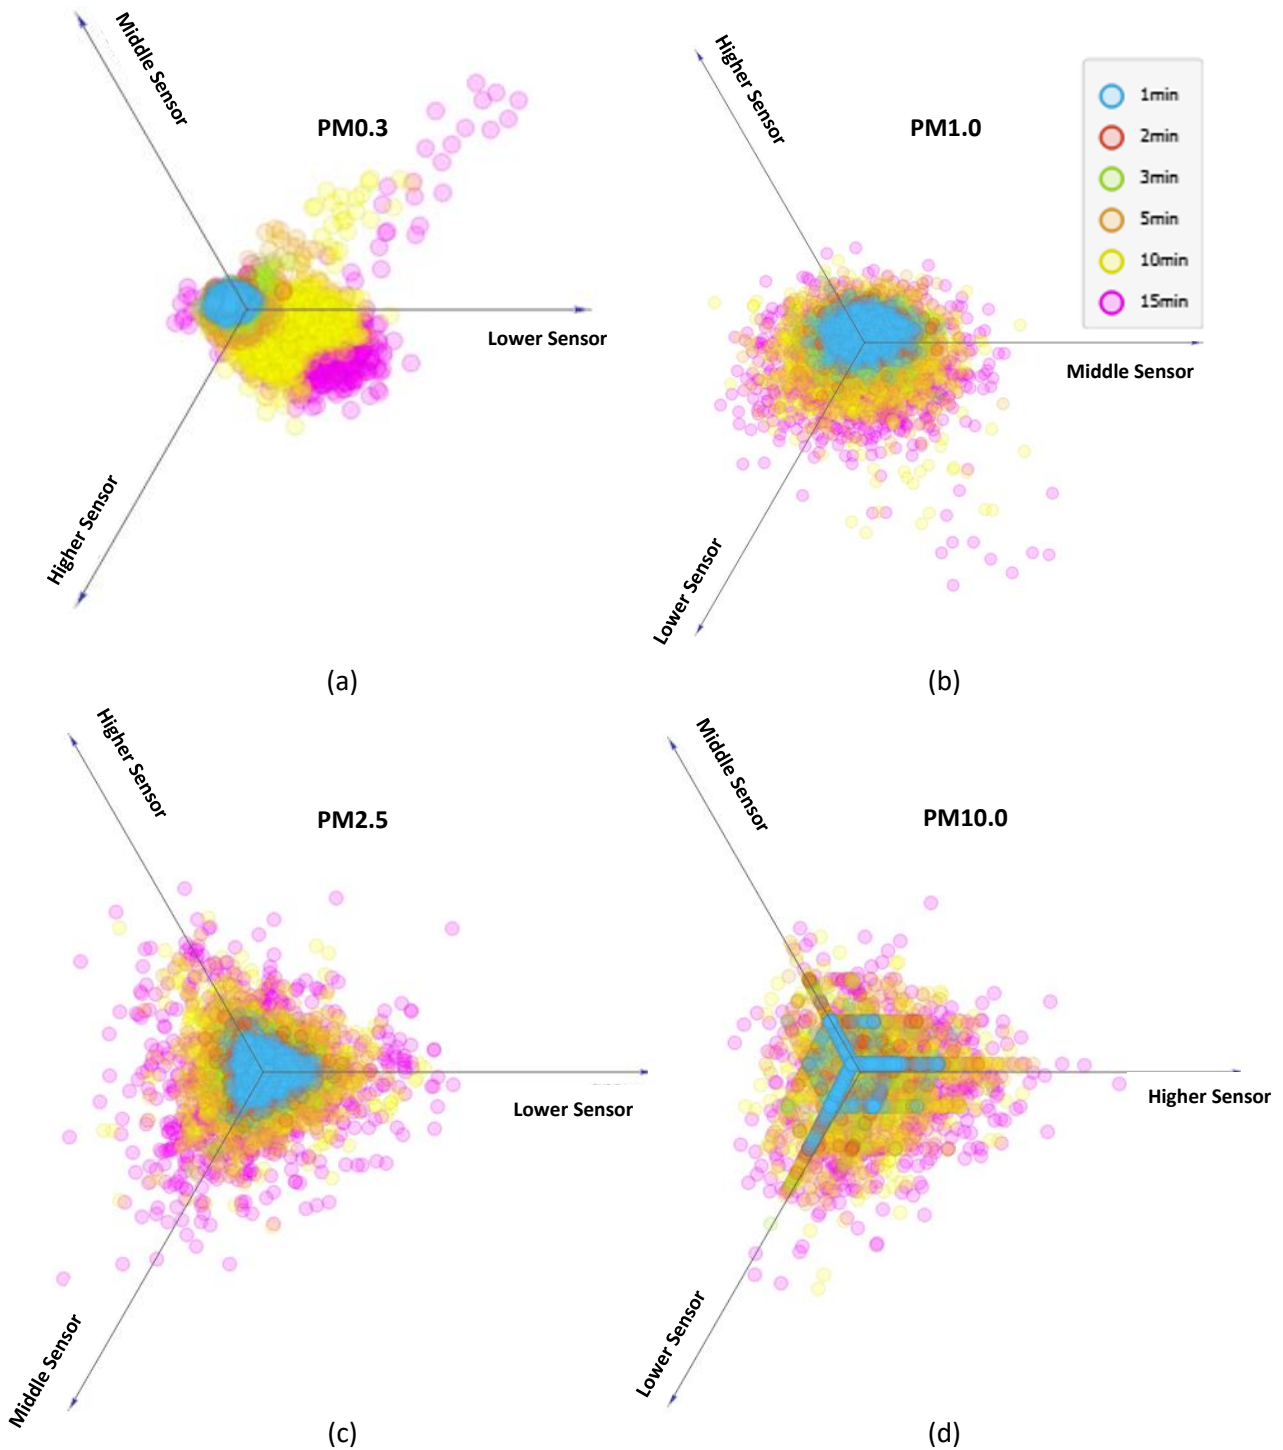 Middle Sensor
PM0.3
Lower Sensor
Higher Sensor
(a)
Higher Sensor
PM1.0
1min
2min
3min
5min
10min
15min
Middle Sensor
Lower Sensor
(b)
Higher Sensor
PM2.5
Lower Sensor
Middle Sensor
(c)
Middle Sensor
PM10.0
Higher Sensor
Lower Sensor
(d)